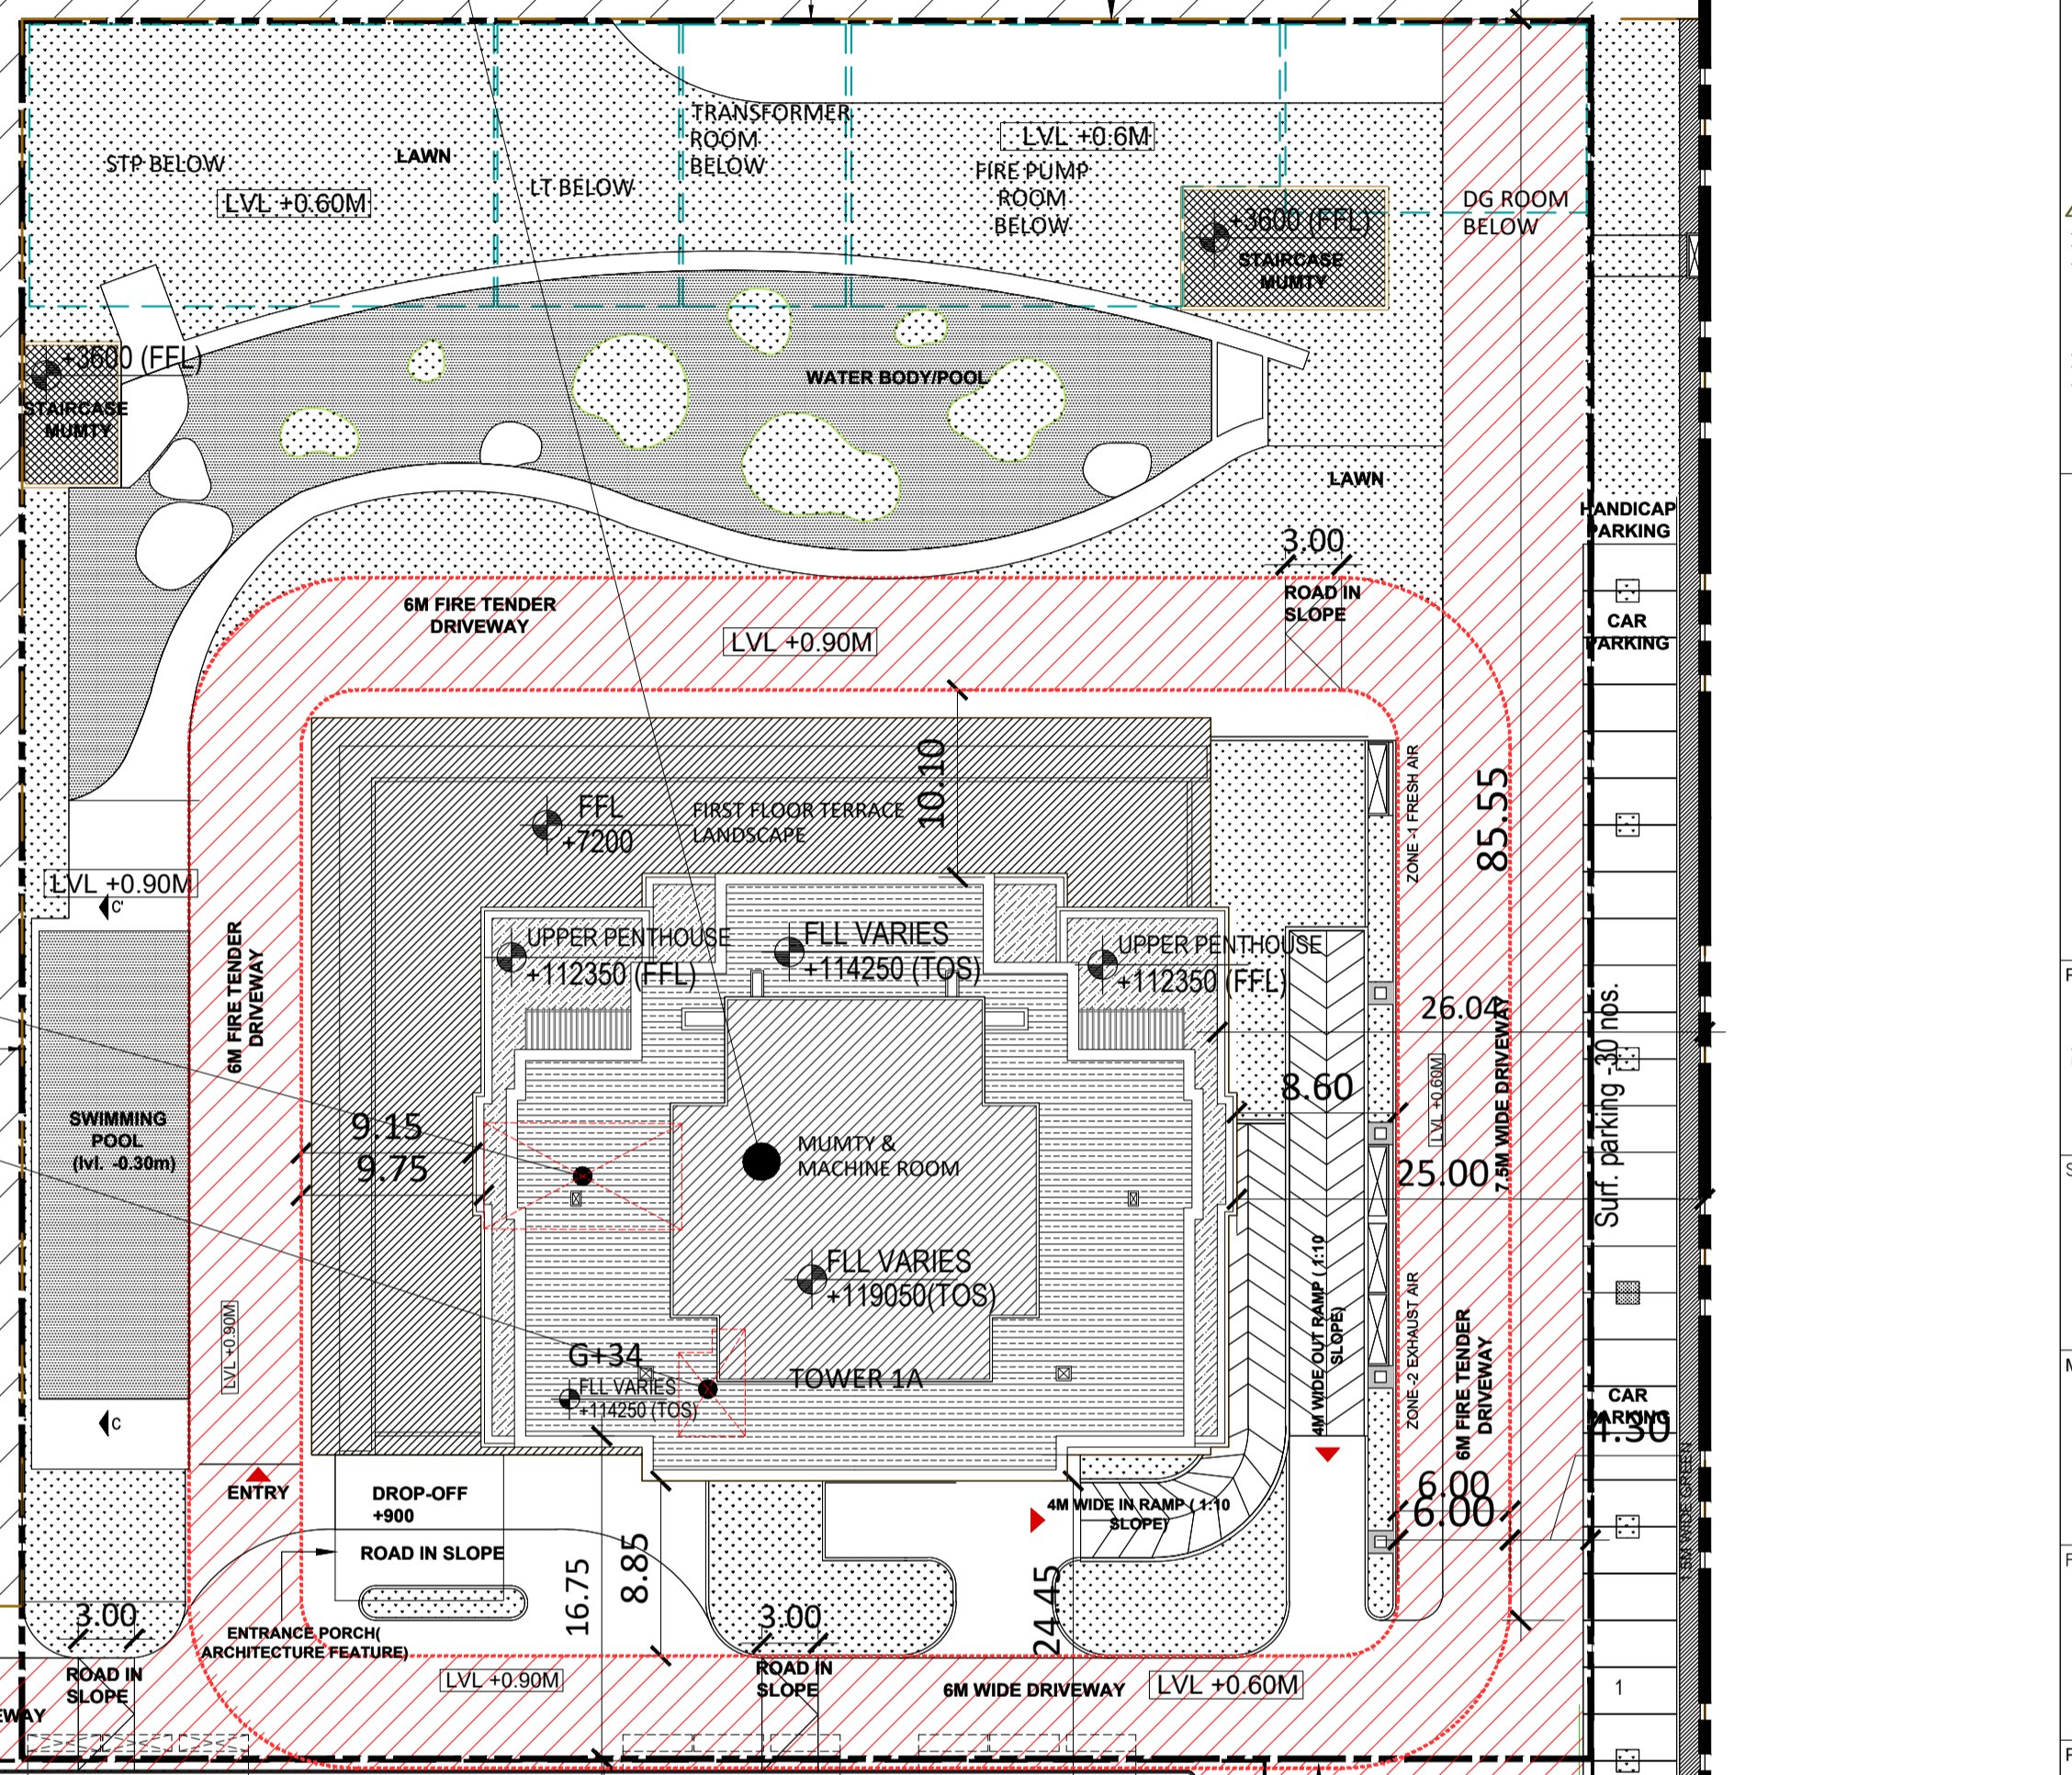 TRANSFORMER
ROOM
BELOW
STP BELOW
LAWN
LT BELOW
LVL +0.6M
FIRE PUMP
ROOM
BELOW
LVL +0.60M
DG ROOM
BELOW
+3600 (FFL)
STAIRCASE
MUMTY
+3600 (FFL)
STAIRCASE
MUMTY
WATER BODY/POOL
LAWN
HANDICAP
PARKING
3.00
ROAD IN
SLOPE
6M FIRE TENDER
DRIVEWAY
LVL +0.90M
CAR
PARKING
10.10
ZONE -1 FRESH AIR
85.55
FFL
+7200
FIRST FLOOR TERRACE
LANDSCAPE
LVL +0.90M
C'
6M FIRE TENDER
DRIVEWAY
UPPER PENTHOUSE
+112350 (FFL)
FLL VARIES
+114250 (TOS)
UPPER PENTHOUSE
+112350 (FFL)
26.04
7.5M WIDE DRIVEWAY
Surf. parking -30 nos.
8.60
LVL +0.60M
SWIMMING
POOL
(lvl. -0.30m)
9.15
9.75
MUMTY &
MACHINE ROOM
25.00
FLL VARIES
+119050(TOS)
4M WIDE OUT RAMP ( 1:10
SLOPE)
ZONE -2 EXHAUST AIR
6M FIRE TENDER
DRIVEWAY
LVL +0.90M
G+34
FLL VARIES
+114250 (TOS)
TOWER 1A
CAR
PARKING
4.30
C
1.5M WIDE GREEN
ENTRY
DROP-OFF
+900
ROAD IN SLOPE
4M WIDE IN RAMP ( 1:10
SLOPE)
6.00
6.00
16.75
8.85
24.45
3.00
3.00
ENTRANCE PORCH(
ARCHITECTURE FEATURE)
ROAD IN
SLOPE
LVL +0.90M
ROAD IN
SLOPE
6M WIDE DRIVEWAY
LVL +0.60M
1